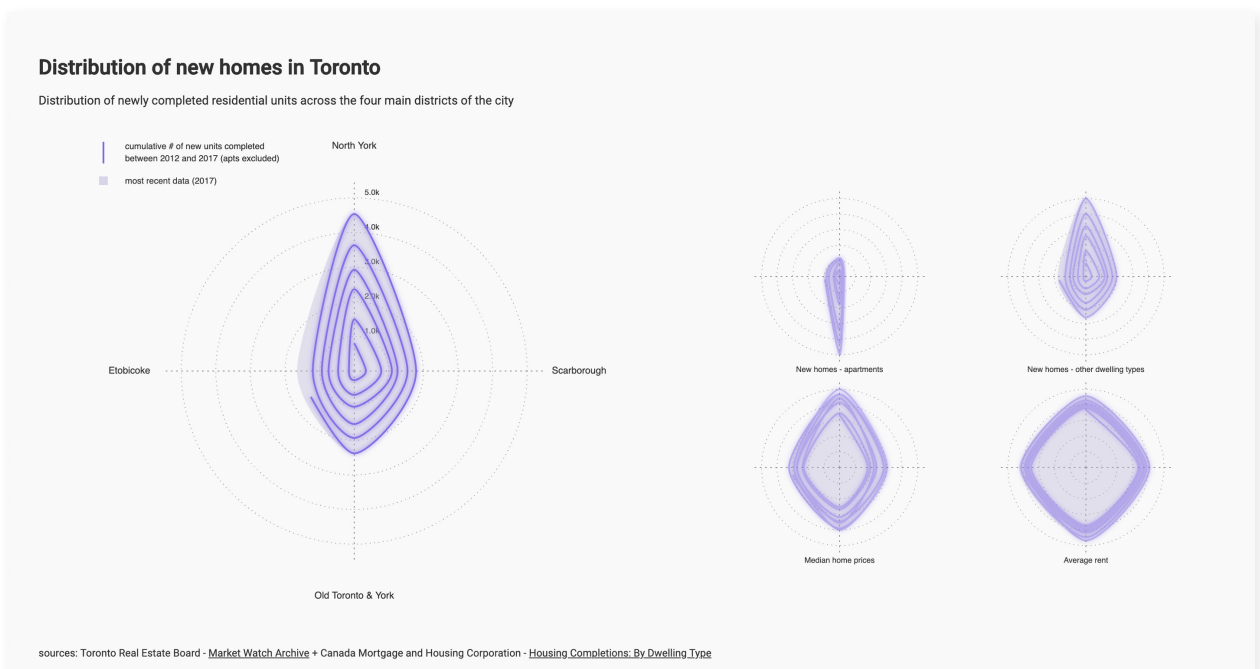 Distribution of new homes in Toronto
Distribution of newly completed residential units across the four main districts of the city
cumulative # of new units completed
between 2012 and 2017 (apts excluded)
most recent data (2017)
North York
5.0k
4.0k
3.0k
2.0k
1.0k
Etobicoke
Scarborough
Old Toronto & York
New homes - apartments
New homes - other dwelling types
Median home prices
Average rent
sources: Toronto Real Estate Board - Market Watch Archive + Canada Mortgage and Housing Corporation - Housing Completions: By Dwelling Type